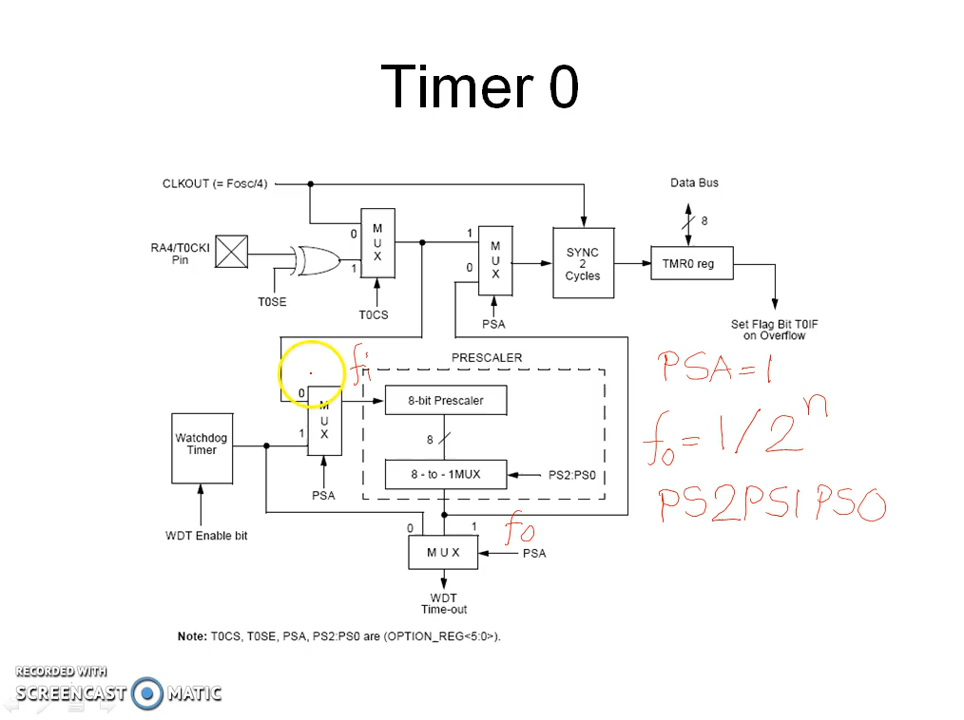 Timer 0
CLKOUT (= Fosc/4)
Data Bus
8
0
M
U
X
1
RA4/T0CKI
Pin
T0SE
T0CS
1
0
M
U
X
PSA
SYNC
2
Cycles
TMR0 reg
Set Flag Bit T0IF
on Overflow
PRESCALER
fi
PSA = 1
0
M
U
X
1
PSA
8-bit Prescaler
8
8 - to - 1MUX
PS2:PS0
fo = 1/2^n
PS2PS1PS0
Watchdog
Timer
WDT Enable bit
0
1
fo
M U X
PSA
WDT
Time-out
Note: T0CS, T0SE, PSA, PS2:PS0 are (OPTION_REG<5:0>).
RECORDED WITH
SCREENCAST MATIC